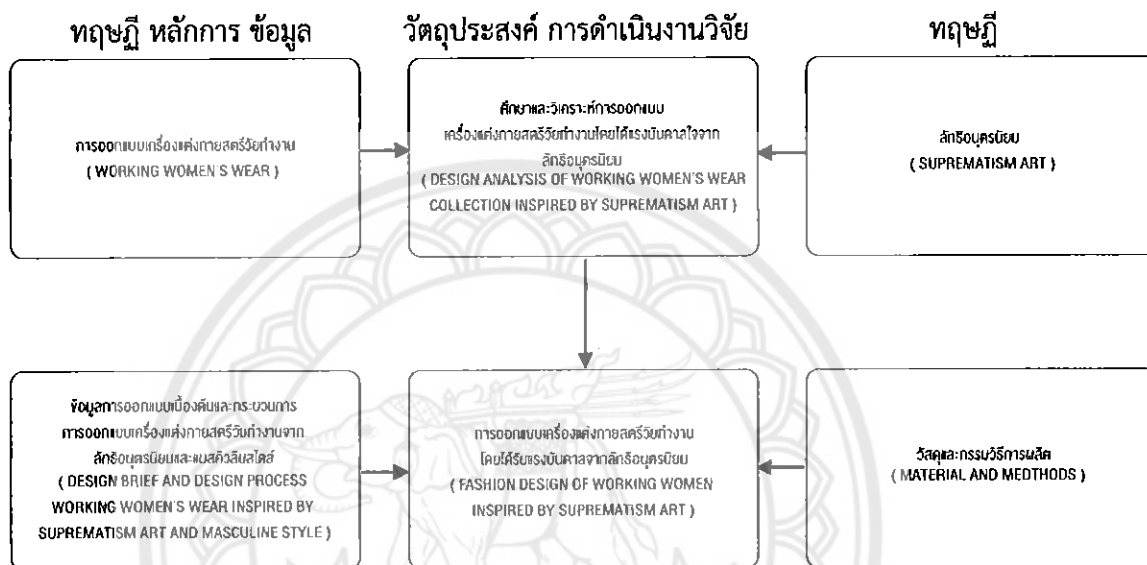 ทฤษฏี หลักการ ข้อมูล
วัตถุประสงค์ การดำเนินงานวิจัย
ทฤษฏี
การออกแบบเครื่องแต่งกายสตรีวัยทำงาน
( WORKING WOMEN'S WEAR )
ศึกษาและวิเคราะห์การออกแบบ
เครื่องแต่งกายสตรีวัยทำงานโดยได้แรงบันดาลใจจาก
ลัทธิอนุตรนิยม
( DESIGN ANALYSIS OF WORKING WOMEN'S WEAR
COLLECTION INSPIRED BY SUPREMATISM ART )
ลัทธิอนุตรนิยม
( SUPREMATISM ART )
ข้อมูลการออกแบบเบื้องต้นและกระบวนการ
การออกแบบเครื่องแต่งกายสตรีวัยทำงานจาก
ลัทธิอนุตรนิยมและแมสคิวลินสไตล์
( DESIGN BRIEF AND DESIGN PROCESS
WORKING WOMEN'S WEAR INSPIRED BY
SUPREMATISM ART AND MASCULINE STYLE )
การออกแบบเครื่องแต่งกายสตรีวัยทำงาน
โดยได้รับแรงบันดาลจากลัทธิอนุตรนิยม
( FASHION DESIGN OF WORKING WOMEN
INSPIRED BY SUPREMATISM ART )
วัสดุและกรรมวิธีการผลิต
( MATERIAL AND MEDTHODS )